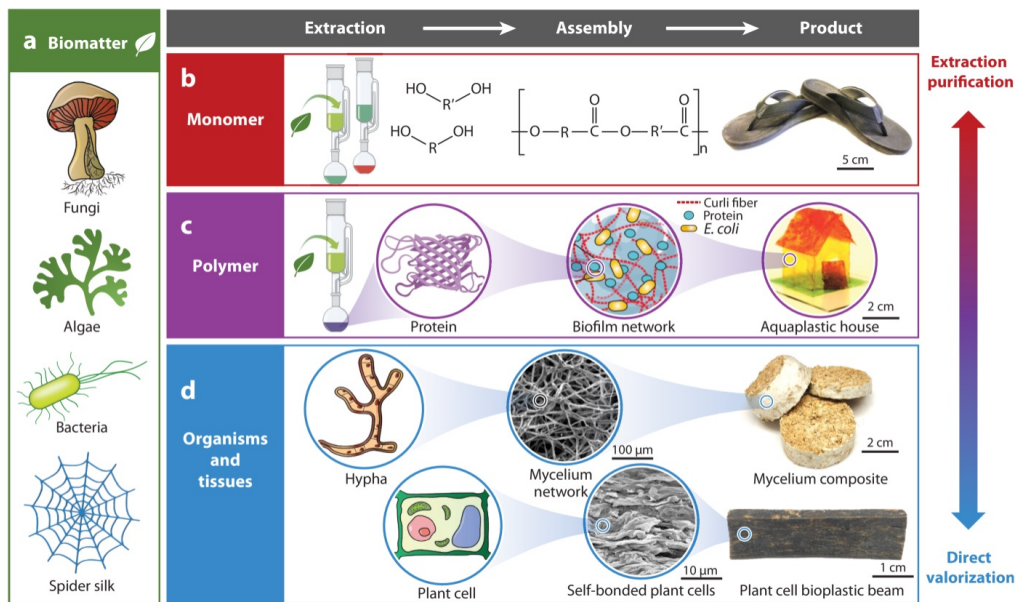 a Biomatter
Fungi
Algae
Bacteria
Spider silk
Extraction
Assembly
Product
b
Monomer
HO
OH
R′
HO
OH
R
O
O
O
R
C
O
R′
C
n
5 cm
c
Polymer
Protein
Curli fiber
Protein
E. coli
Biofilm network
2 cm
Aquaplastic house
d
Organisms
and
tissues
Hypha
100 μm
Mycelium
network
2 cm
Mycelium composite
Plant cell
10 μm
Self-bonded plant cells
1 cm
Plant cell bioplastic beam
Extraction
purification
Direct
valorization